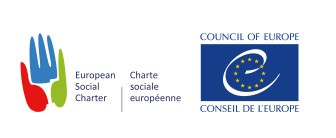 European
Social
Charter
Charte
sociale
européenne
COUNCIL OF EUROPE
CONSEIL DE L'EUROPE